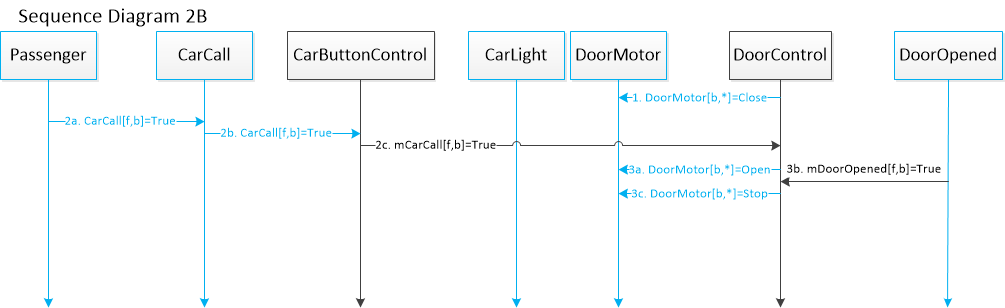 Sequence Diagram 2B
Passenger
CarCall
CarButtonControl
CarLight
DoorMotor
DoorControl
DoorOpened
1. DoorMotor[b,*]=Close
2a. CarCall[f,b]=True
2b. CarCall[f,b]=True
2c. mCarCall[f,b]=True
3a. DoorMotor[b,*]=Open
3b. mDoorOpened[f,b]=True
3c. DoorMotor[b,*]=Stop